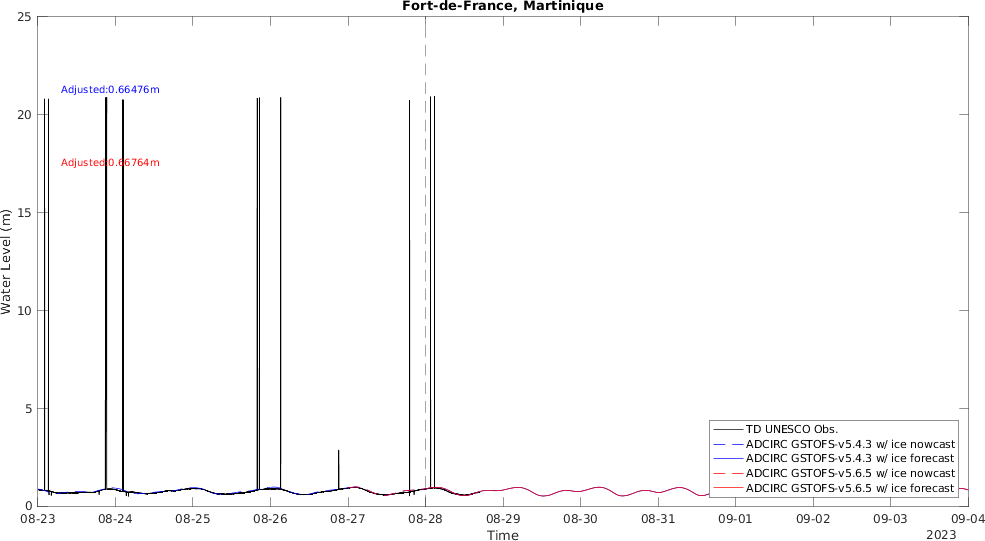 Fort-de-France, Martinique
25
20
15
10
5
0
Water Level (m)
Adjusted:0.66476m
Adjusted:0.66764m
TD UNESCO Obs.
ADCIRC GSTOFS-v5.4.3 w/ ice nowcast
ADCIRC GSTOFS-v5.4.3 w/ ice forecast
ADCIRC GSTOFS-v5.6.5 w/ ice nowcast
ADCIRC GSTOFS-v5.6.5 w/ ice forecast
08-23 08-24 08-25 08-26 08-27 08-28 08-29 08-30 08-31 09-01 09-02 09-03 09-04
Time
2023